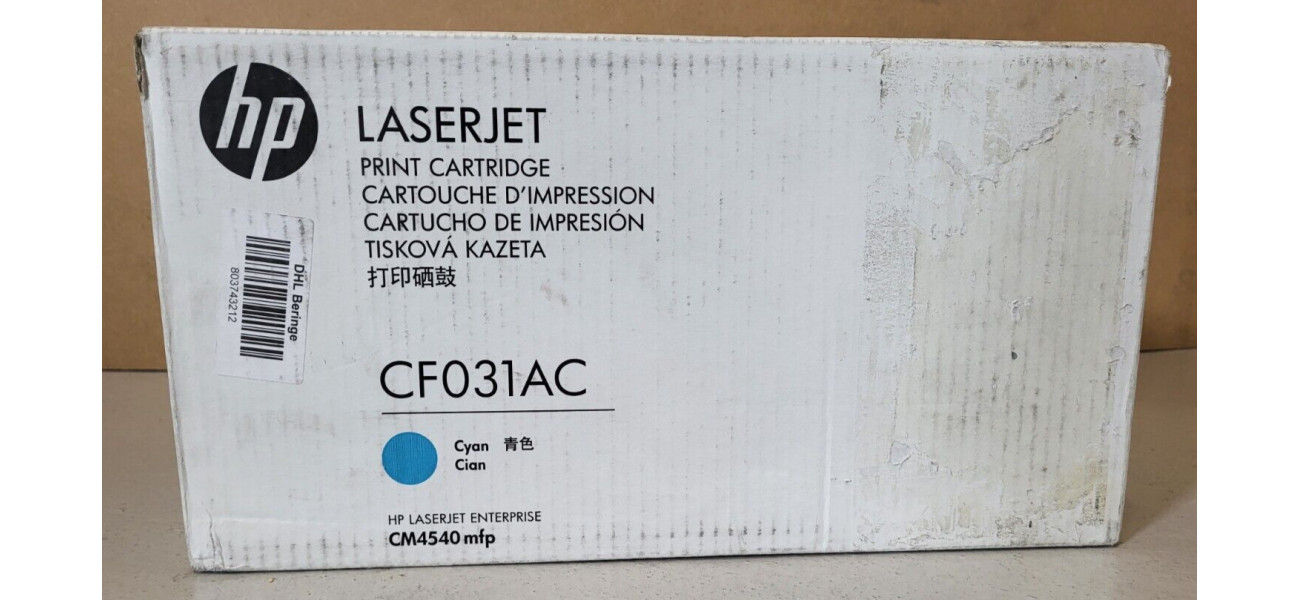 hp
LASERJET
PRINT CARTRIDGE
CARTOUCHE D'IMPRESSION
CARTUCHO DE IMPRESIÓN
TISKOVÁ KAZETA
打印硒鼓
DHL Beringe
803743212
CF031AC
Cyan 青色
Cian
HP LASERJET ENTERPRISE
CM4540 mfp